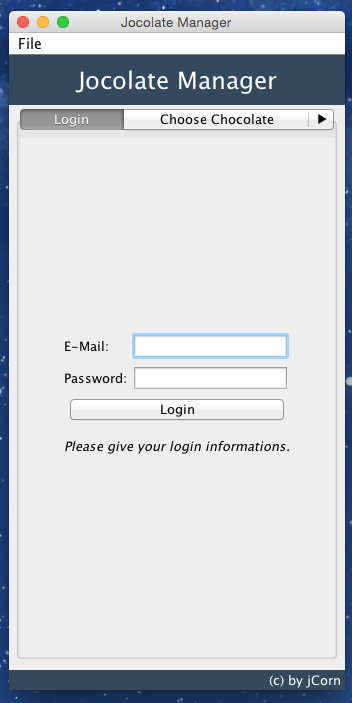 Jocolate Manager
File
Jocolate Manager
Login
Choose Chocolate
E-Mail:
Password:
Login
Please give your login informations.
(c) by jCorn